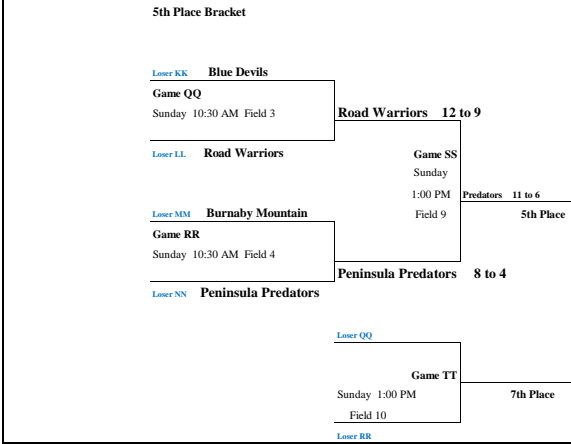 5th Place Bracket
Loser KK Blue Devils
Game QQ
Sunday 10:30 AM Field 3
Road Warriors 12 to 9
Loser LL Road Warriors
Game SS
Sunday
1:00 PM
Predators 11 to 6
Field 9
5th Place
Loser MM Burnaby Mountain
Game RR
Sunday 10:30 AM Field 4
Peninsula Predators 8 to 4
Loser NN Peninsula Predators
Loser QQ
Game TT
Sunday 1:00 PM
7th Place
Field 10
Loser RR